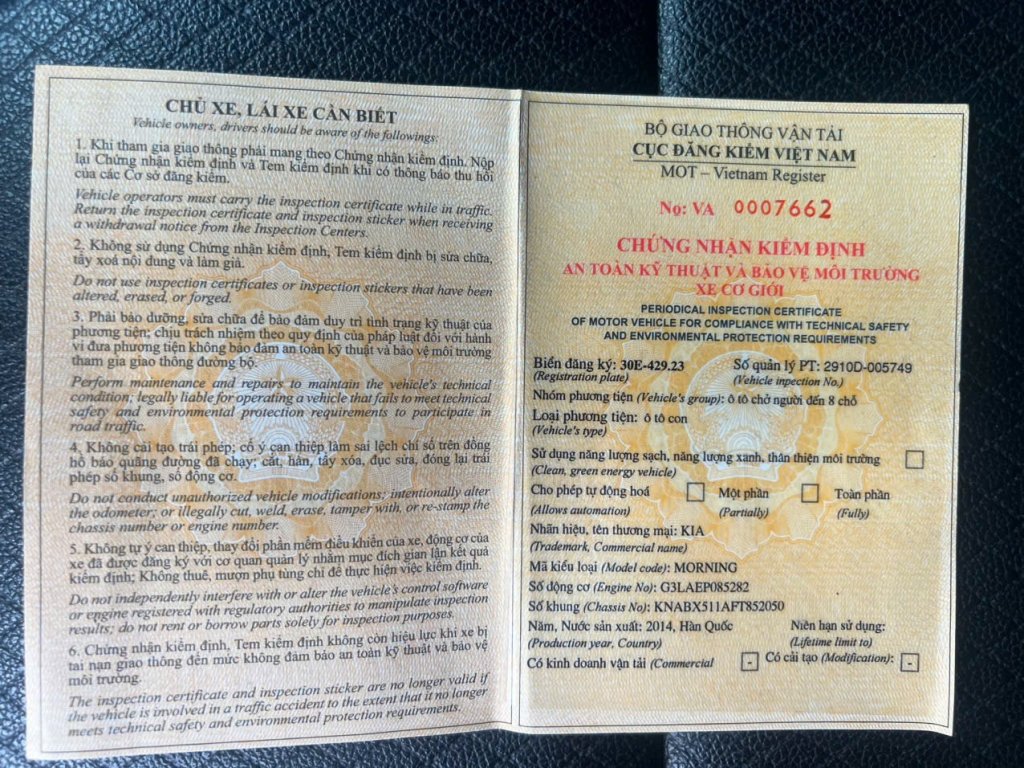 CHỦ XE, LÁI XE CẦN BIẾT
Vehicle owners, drivers should be aware of the followings:
1. Khi tham gia giao thông phải mang theo Chứng nhận kiểm định. Nộp
lại Chứng nhận kiểm định và Tem kiểm định khi có thông báo thu hồi
của các Cơ sở đăng kiểm.
Vehicle operators must carry the inspection certificate while in traffic.
Return the inspection certificate and inspection sticker when receiving
a withdrawal notice from the Inspection Centers.
2. Không sử dụng Chứng nhận kiểm định, Tem kiểm định bị sửa chữa,
tẩy xoá nội dung và làm giả.
Do not use inspection certificates or inspection stickers that have been
altered, erased, or forged.
3. Phải bảo dưỡng, sửa chữa để bảo đảm duy trì tình trạng kỹ thuật của
phương tiện; chịu trách nhiệm theo quy định của pháp luật đối với hành
vi đưa phương tiện không bảo đảm an toàn kỹ thuật và bảo vệ môi trường
tham gia giao thông đường bộ.
Perform maintenance and repairs to maintain the vehicle's technical
condition; legally liable for operating a vehicle that fails to meet technical
safety and environmental protection requirements to participate in
road traffic.
4. Không cải tạo trái phép; cố ý can thiệp làm sai lệch chỉ số trên đồng
hồ báo quãng đường đã chạy; cắt, hàn, tẩy xóa, đục sửa, đóng lại trái
phép số khung, số động cơ.
Do not conduct unauthorized vehicle modifications; intentionally alter
the odometer; or illegally cut, weld, erase, tamper with, or re-stamp the
chassis number or engine number.
5. Không tự ý can thiệp, thay đổi phần mềm điều khiển của xe, động cơ của
xe đã được đăng ký với cơ quan quản lý nhằm mục đích gian lận kết quả
kiểm định; Không thuê, mượn phụ tùng chỉ để thực hiện việc kiểm định.
Do not independently interfere with or alter the vehicle's control software
or engine registered with regulatory authorities to manipulate inspection
results; do not rent or borrow parts solely for inspection purposes.
6. Chứng nhận kiểm định, Tem kiểm định không còn hiệu lực khi xe bị
tai nạn giao thông đến mức không đảm bảo an toàn kỹ thuật và bảo vệ
môi trường.
The inspection certificate and inspection sticker are no longer valid if
the vehicle is involved in a traffic accident to the extent that it no longer
meets technical safety and environmental protection requirements.
BỘ GIAO THÔNG VẬN TẢI
CỤC ĐĂNG KIỂM VIỆT NAM
MOT – Vietnam Register
Nọ: VA 0007662
CHỨNG NHẬN KIỂM ĐỊNH
AN TOÀN KỸ THUẬT VÀ BẢO VỆ MÔI TRƯỜNG
XE CƠ GIỚI
PERIODICAL INSPECTION CERTIFICATE
OF MOTOR VEHICLE FOR COMPLIANCE WITH TECHNICAL SAFETY
AND ENVIRONMENTAL PROTECTION REQUIREMENTS
Biển đăng ký: 30E-429.23 Số quản lý PT: 2910D-005749
(Registration plate) (Vehicle inpection No.)
Nhóm phương tiện (Vehicle's group): ô tô chở người đến 8 chỗ
Loại phương tiện: ô tô con
(Vehicle's type)
Sử dụng năng lượng sạch, năng lượng xanh, thân thiện môi trường
(Clean, green energy vehicle)
Cho phép tự động hoá Một phần Toàn phần
(Allows automation) (Partially) (Fully)
Nhãn hiệu, tên thương mại: KIA
(Trademark, Commercial name)
Mã kiểu loại (Model code): MORNING
Số động cơ (Engine No): G3LAEP085282
Số khung (Chassis No): KNABX511AFT852050
Năm, Nước sản xuất: 2014, Hàn Quốc Niên hạn sử dụng:
(Production year, Country) (Lifetime limit to)
Có kinh doanh vận tải (Commercial - Có cải tạo (Modification): -